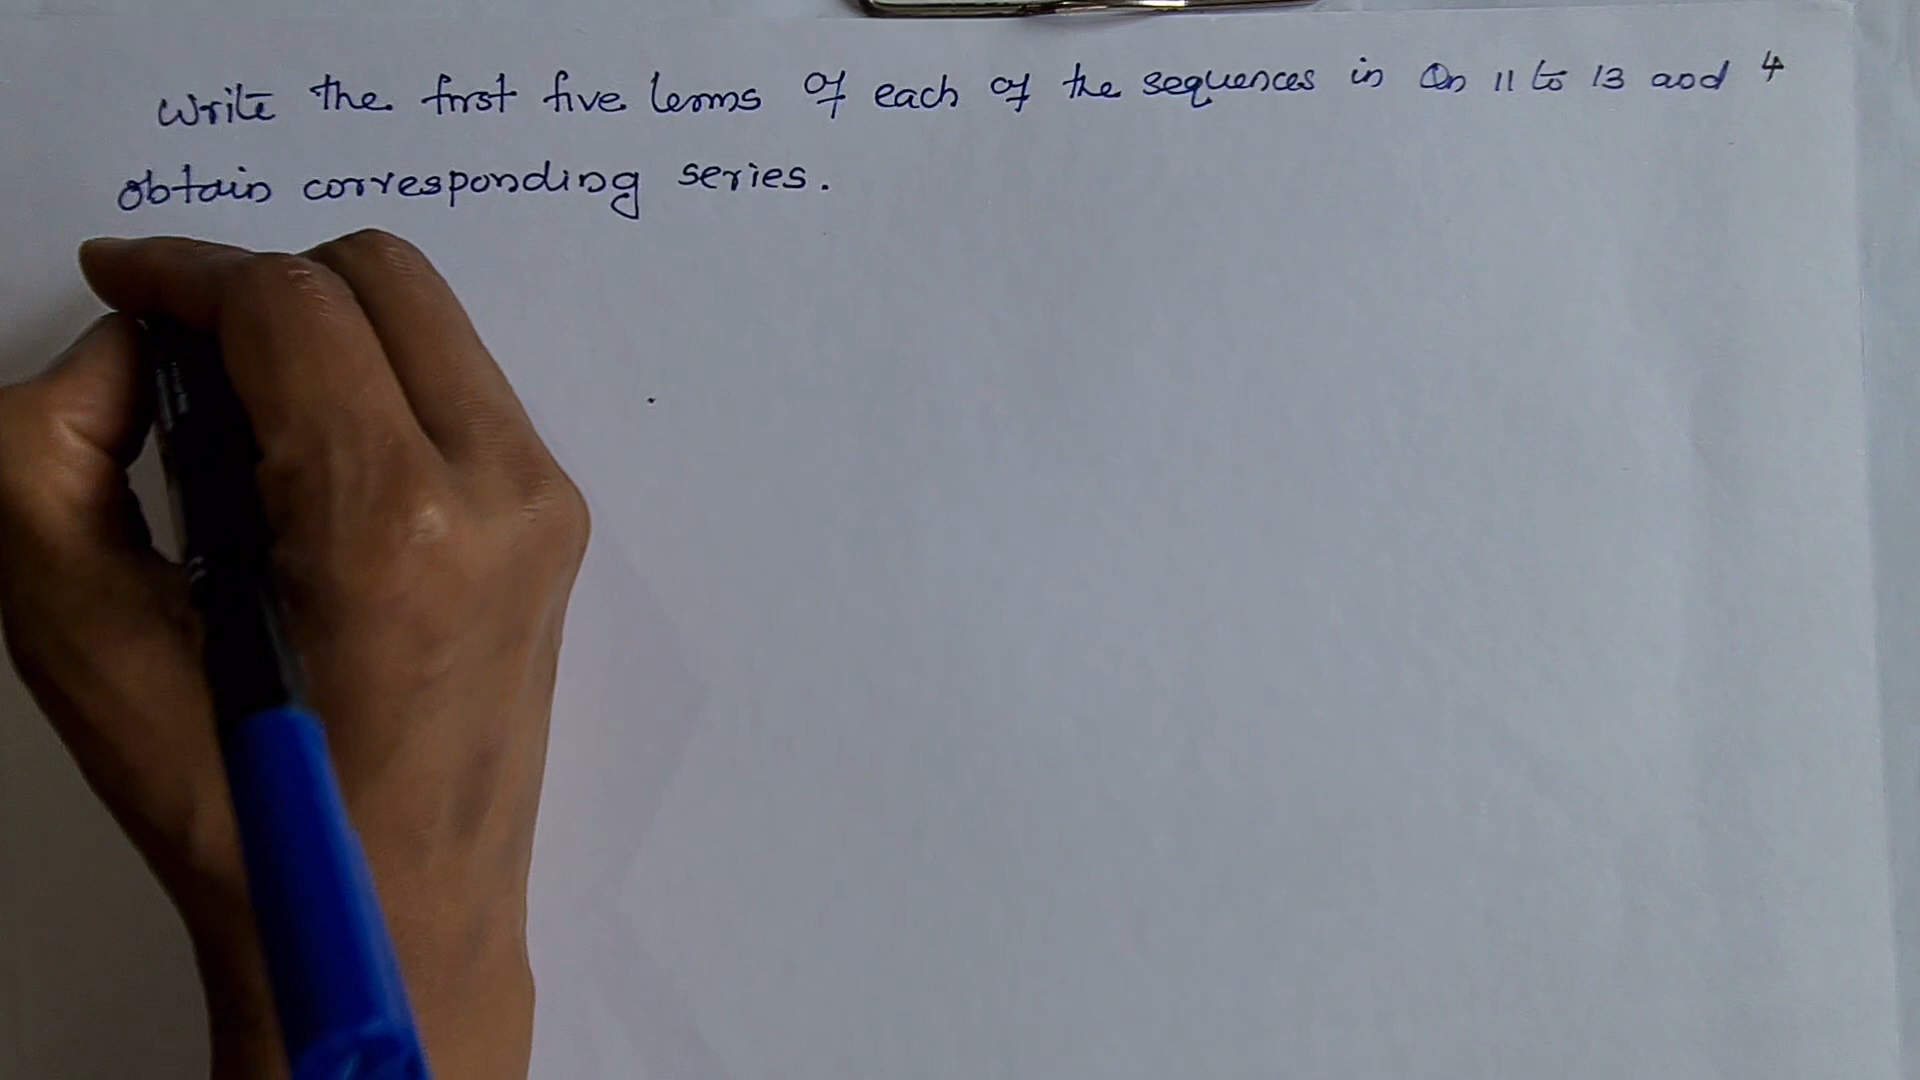 Write the first five terms of each of the sequences in Qn 11 to 13 and 4
obtain corresponding series.